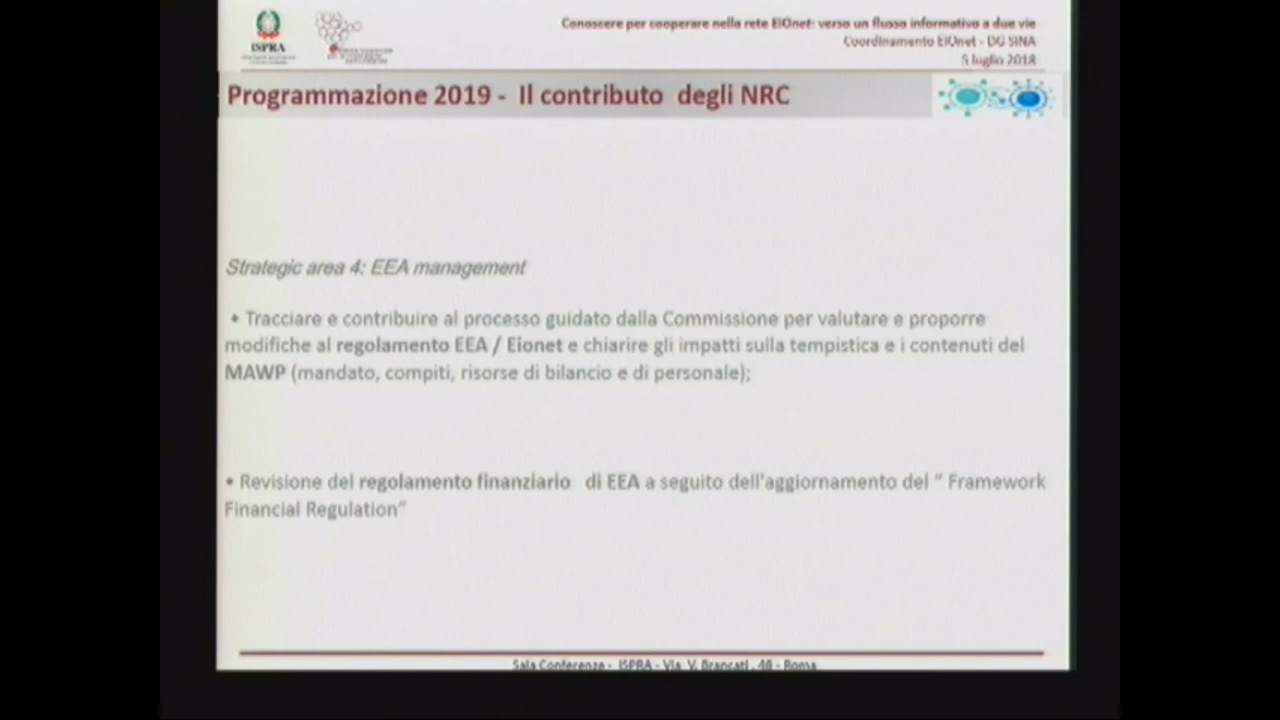 Conoscere per cooperare nella rete EIOnet: verso un flusso informativo a due vie
Coordinamento EIOnet - DG SINA
5 luglio 2018
ISPRA
Programmazione 2019 - Il contributo degli NRC
Strategic area 4: EEA management
• Tracciare e contribuire al processo guidato dalla Commissione per valutare e proporre
modifiche al regolamento EEA / Eionet e chiarire gli impatti sulla tempistica e i contenuti del
MAWP (mandato, compiti, risorse di bilancio e di personale);
• Revisione del regolamento finanziario di EEA a seguito dell'aggiornamento del “ Framework
Financial Regulation”
Sala Conferenze - ISPRA - Via V. Brancati , 48 - Roma